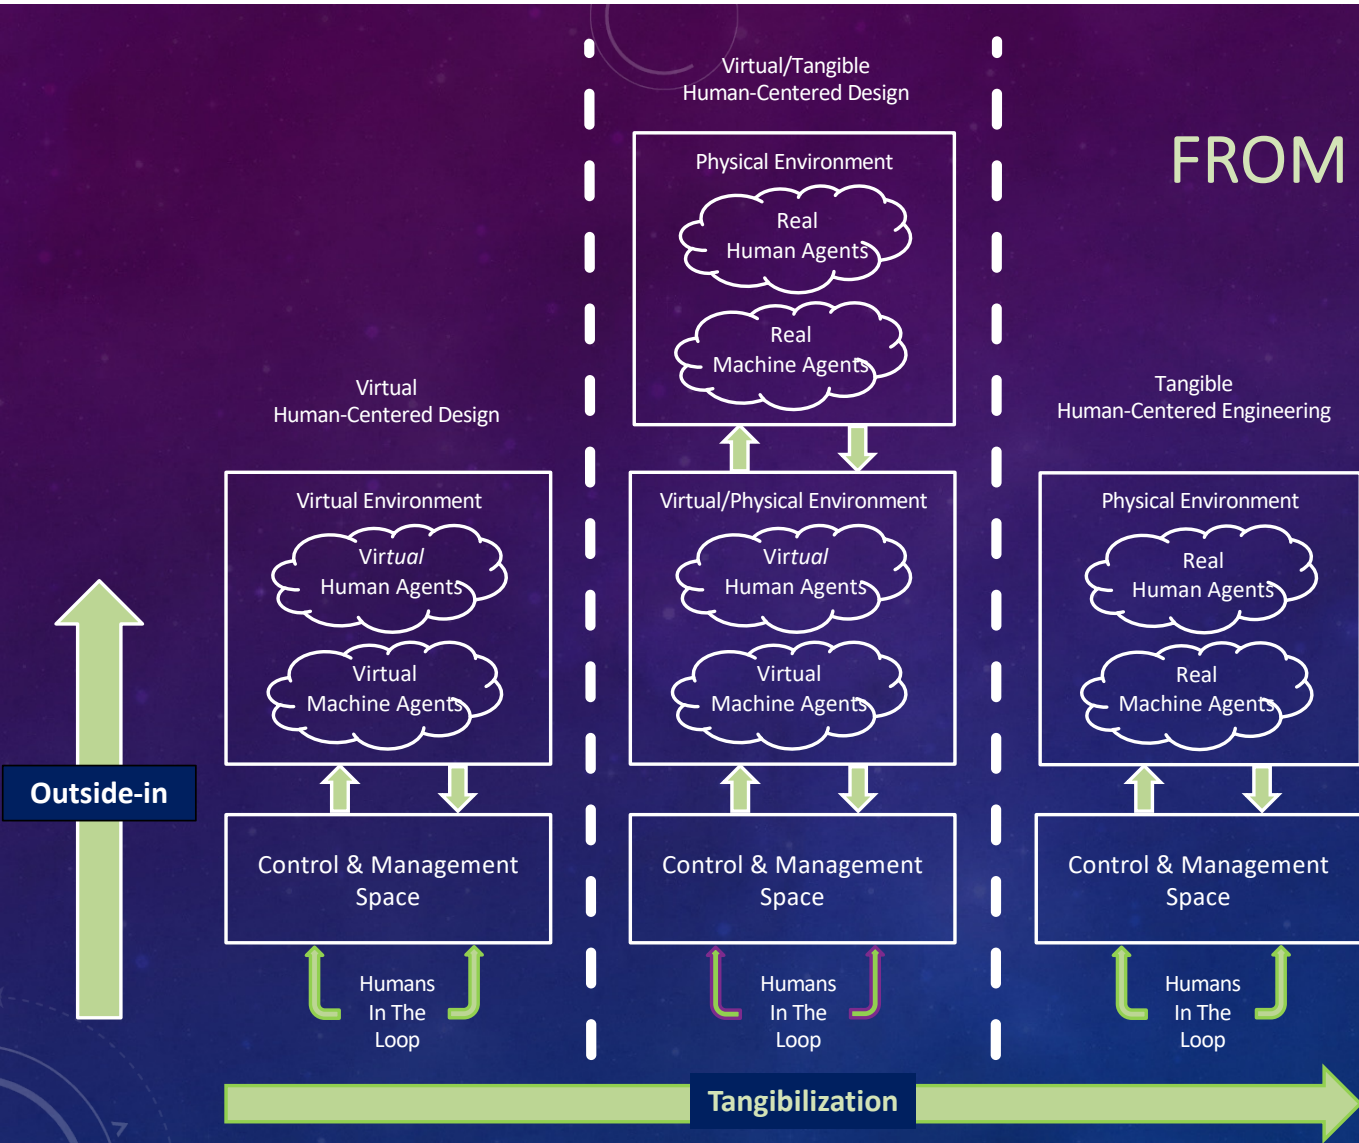 Virtual/Tangible
Human-Centered Design
FROM
Physical Environment
Real
Human Agents
Real
Machine Agents
Virtual
Human-Centered Design
Tangible
Human-Centered Engineering
Virtual Environment
Virtual
Human Agents
Virtual
Machine Agents
Virtual/Physical Environment
Virtual
Human Agents
Virtual
Machine Agents
Physical Environment
Real
Human Agents
Real
Machine Agents
Outside-in
Control & Management
Space
Control & Management
Space
Control & Management
Space
Humans
In The
Loop
Humans
In The
Loop
Humans
In The
Loop
Tangibilization